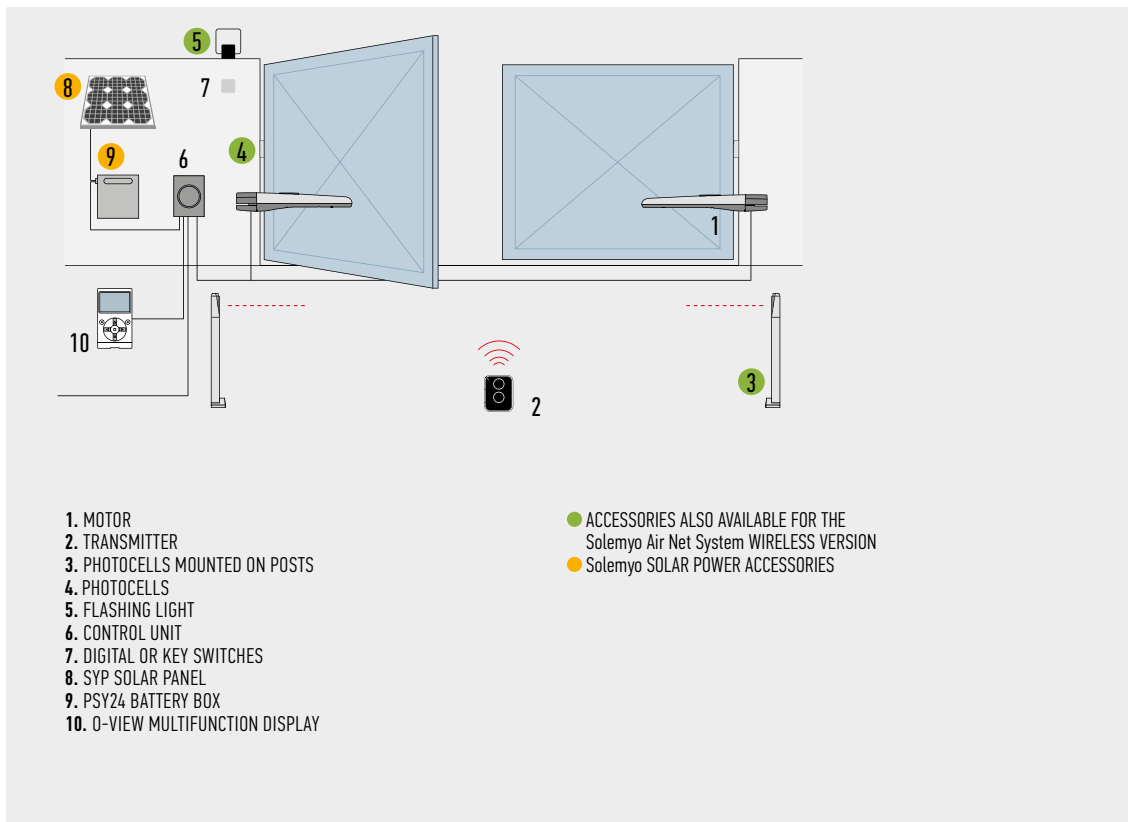 5
8
7
4
9
6
1
10
3
2
1. MOTOR
2. TRANSMITTER
3. PHOTOCELLS MOUNTED ON POSTS
4. PHOTOCELLS
5. FLASHING LIGHT
6. CONTROL UNIT
7. DIGITAL OR KEY SWITCHES
8. SYP SOLAR PANEL
9. PSY24 BATTERY BOX
10. O-VIEW MULTIFUNCTION DISPLAY
ACCESSORIES ALSO AVAILABLE FOR THE
Solemyo Air Net System WIRELESS VERSION
Solemyo SOLAR POWER ACCESSORIES